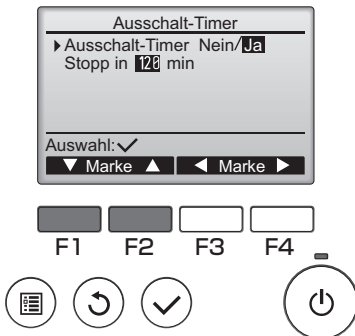 Ausschalt-Timer
Ausschalt-Timer Nein/Ja
Stopp in 120 min
Auswahl:✓
▼ Marke ▲ ◀ Marke ▶
F1 F2 F3 F4